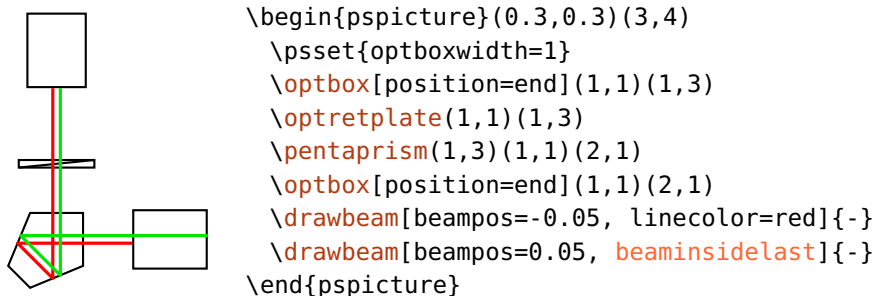 \begin{pspicture}(0.3,0.3)(3,4)
\psset{optboxwidth=1}
\optbox[position=end](1,1)(1,3)
\optretplate(1,1)(1,3)
\pentaprism(1,3)(1,1)(2,1)
\optbox[position=end](1,1)(2,1)
\drawbeam[beampos=-0.05, linecolor=red]{-}
\drawbeam[beampos=0.05, beaminsidelast]{-}
\end{pspicture}